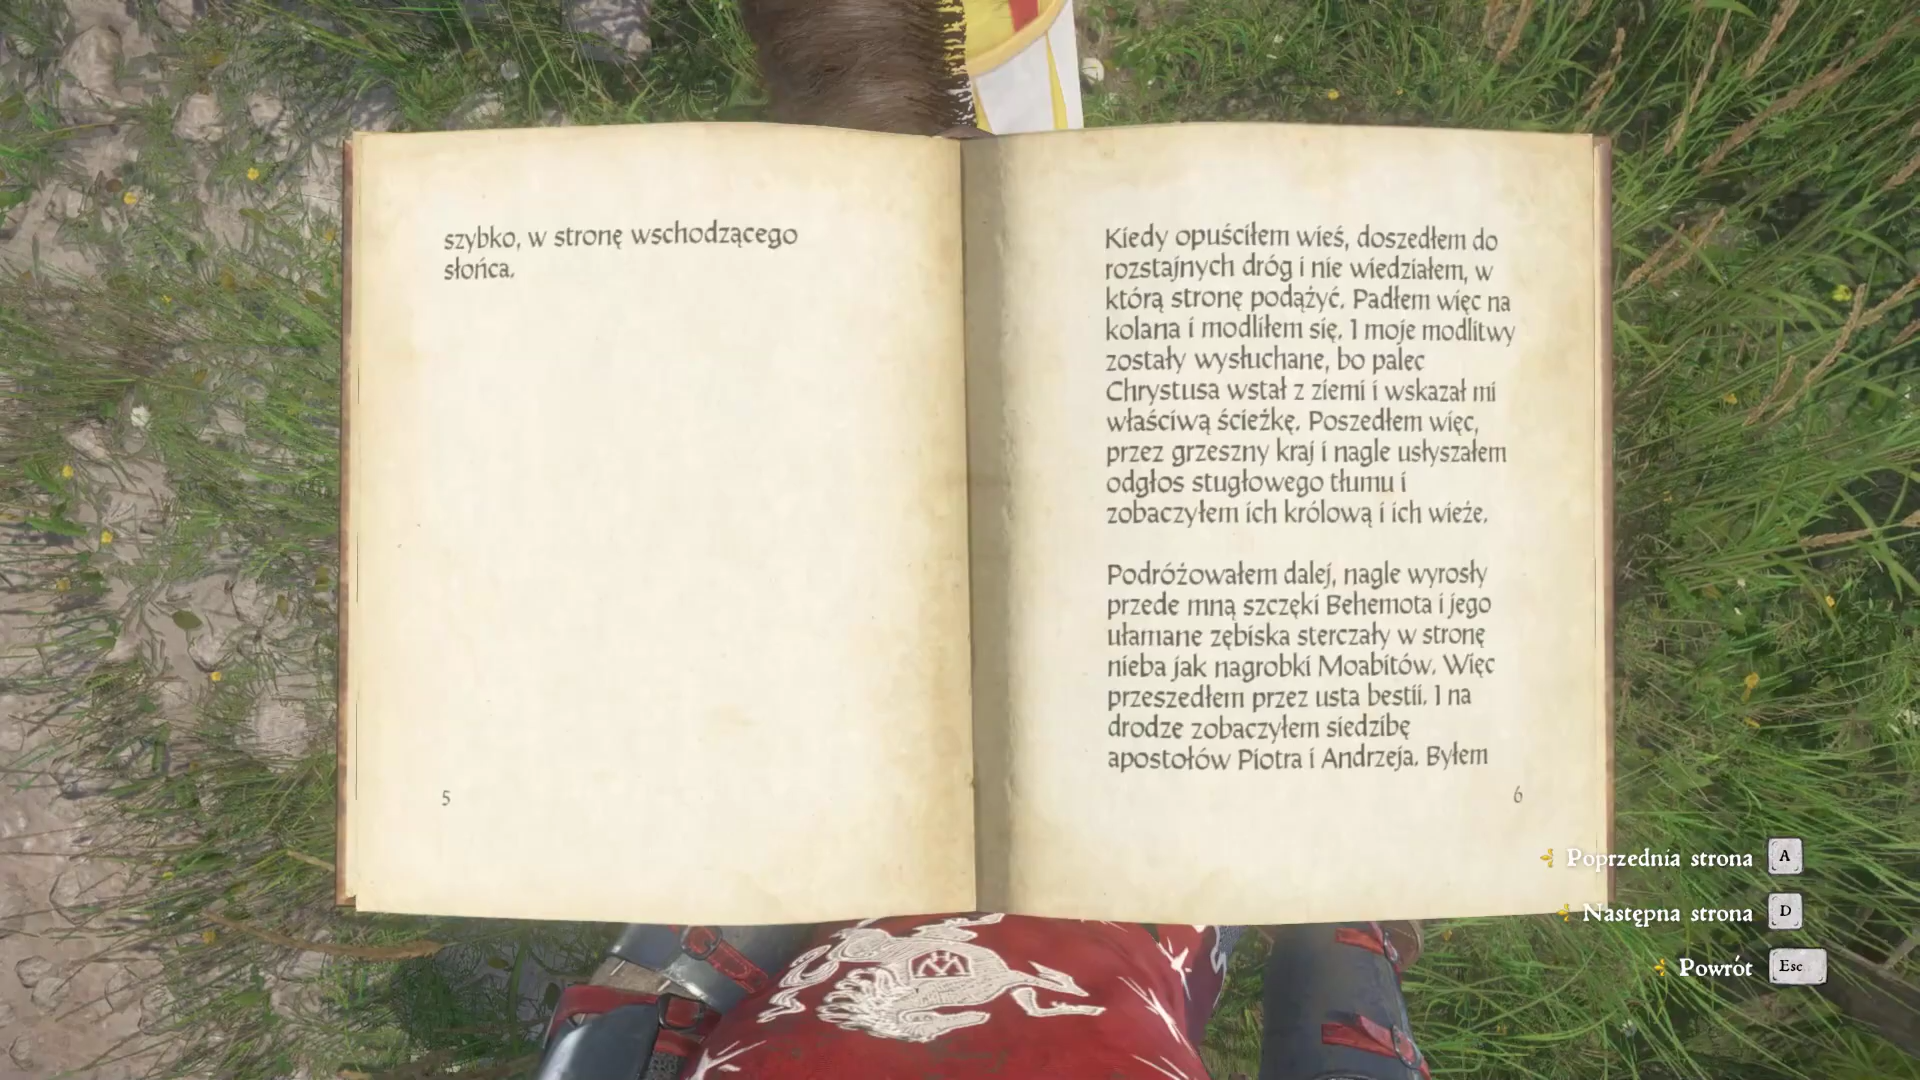 szybko, w stronę wschodzącego
słońca.
5
Kiedy opuściłem wieś, doszedłem do
rozstajnych dróg i nie wiedziałem, w
którą stronę podążyć. Padłem więc na
kolana i modliłem się. I moje modlitwy
zostały wysłuchane, bo palec
Chrystusa wstał z ziemi i wskazał mi
właściwą ścieżkę. Poszedłem więc,
przez grzeszny kraj i nagle usłyszałem
odgłos stugłowego tłumu i
zobaczyłem ich królową i ich wieże.
Podróżowałem dalej, nagle wyrosły
przede mną szczęki Behemota i jego
ułamane zębiska sterczały w stronę
nieba jak nagrobki Moabitów. Więc
przeszedłem przez usta bestii. I na
drodze zobaczyłem siedzibę
apostołów Piotra i Andrzeja. Byłem
6
Poprzednia strona A
Następna strona D
Powrót Esc